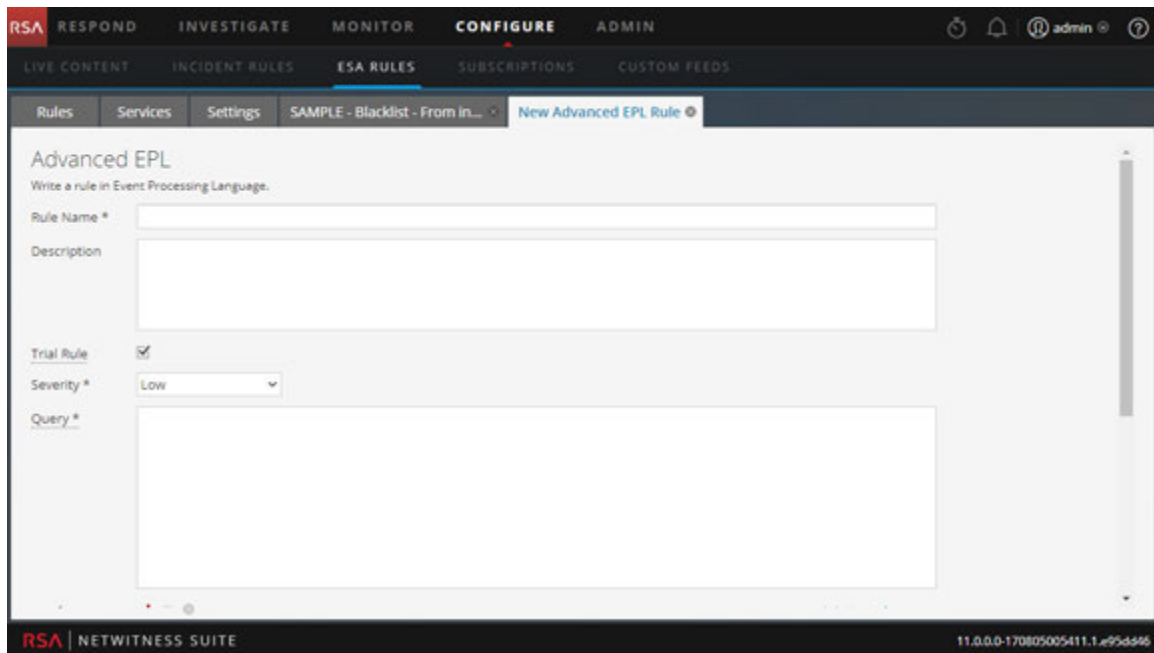 RSA RESPOND INVESTIGATE MONITOR CONFIGURE ADMIN admin
LIVE CONTENT INCIDENT RULES ESA RULES SUBSCRIPTIONS CUSTOM FEEDS
Rules Services Settings SAMPLE - Blacklist - From in... New Advanced EPL Rule
Advanced EPL
Write a rule in Event Processing Language.
Rule Name *
Description
Trial Rule
Severity * Low
Query *
RSA NETWITNESS SUITE 11.0.0.0-170805005411.1.e95dd46